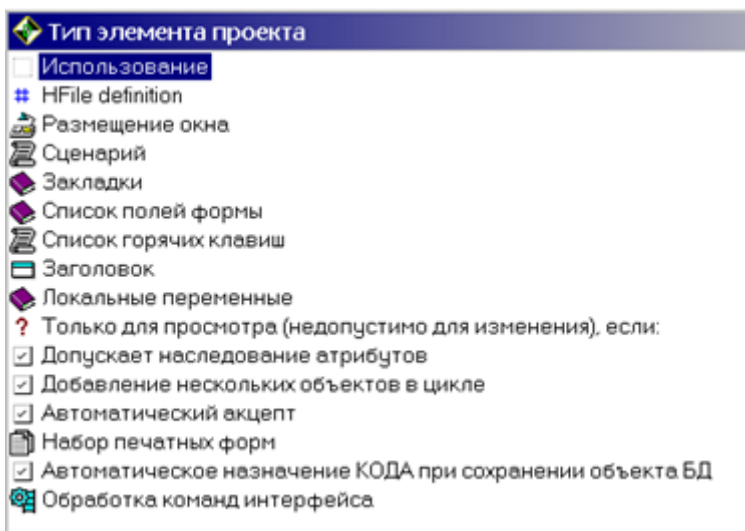 Тип элемента проекта
Использование
# HFile definition
Размещение окна
Сценарий
Закладки
Список полей формы
Список горячих клавиш
Заголовок
Локальные переменные
? Только для просмотра (недопустимо для изменения), если:
Допускает наследование атрибутов
Добавление нескольких объектов в цикле
Автоматический акцепт
Набор печатных форм
Автоматическое назначение КОДА при сохранении объекта БД
Обработка команд интерфейса